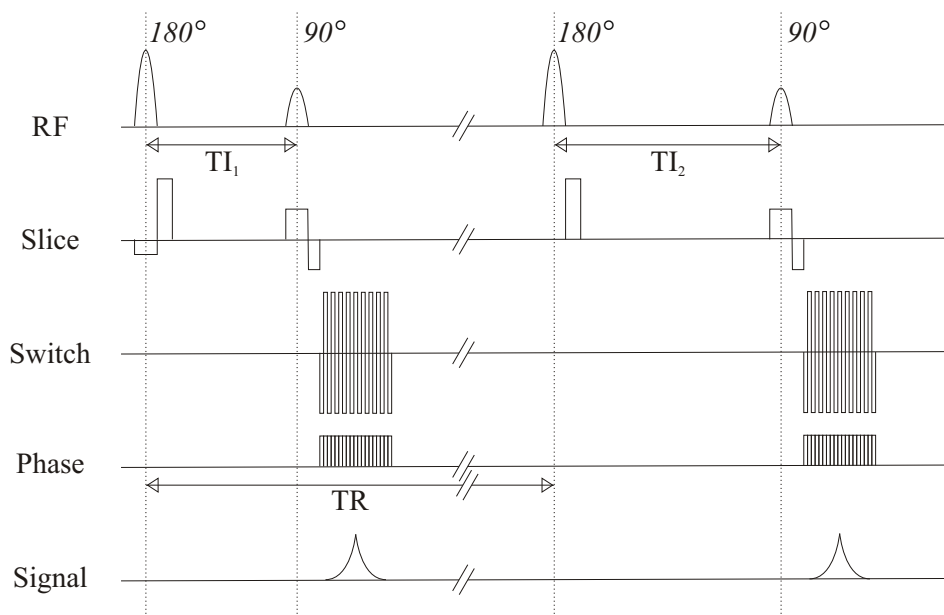 180° 90° 180° 90°
RF
TI₁ TI₂
Slice
Switch
Phase
TR
Signal